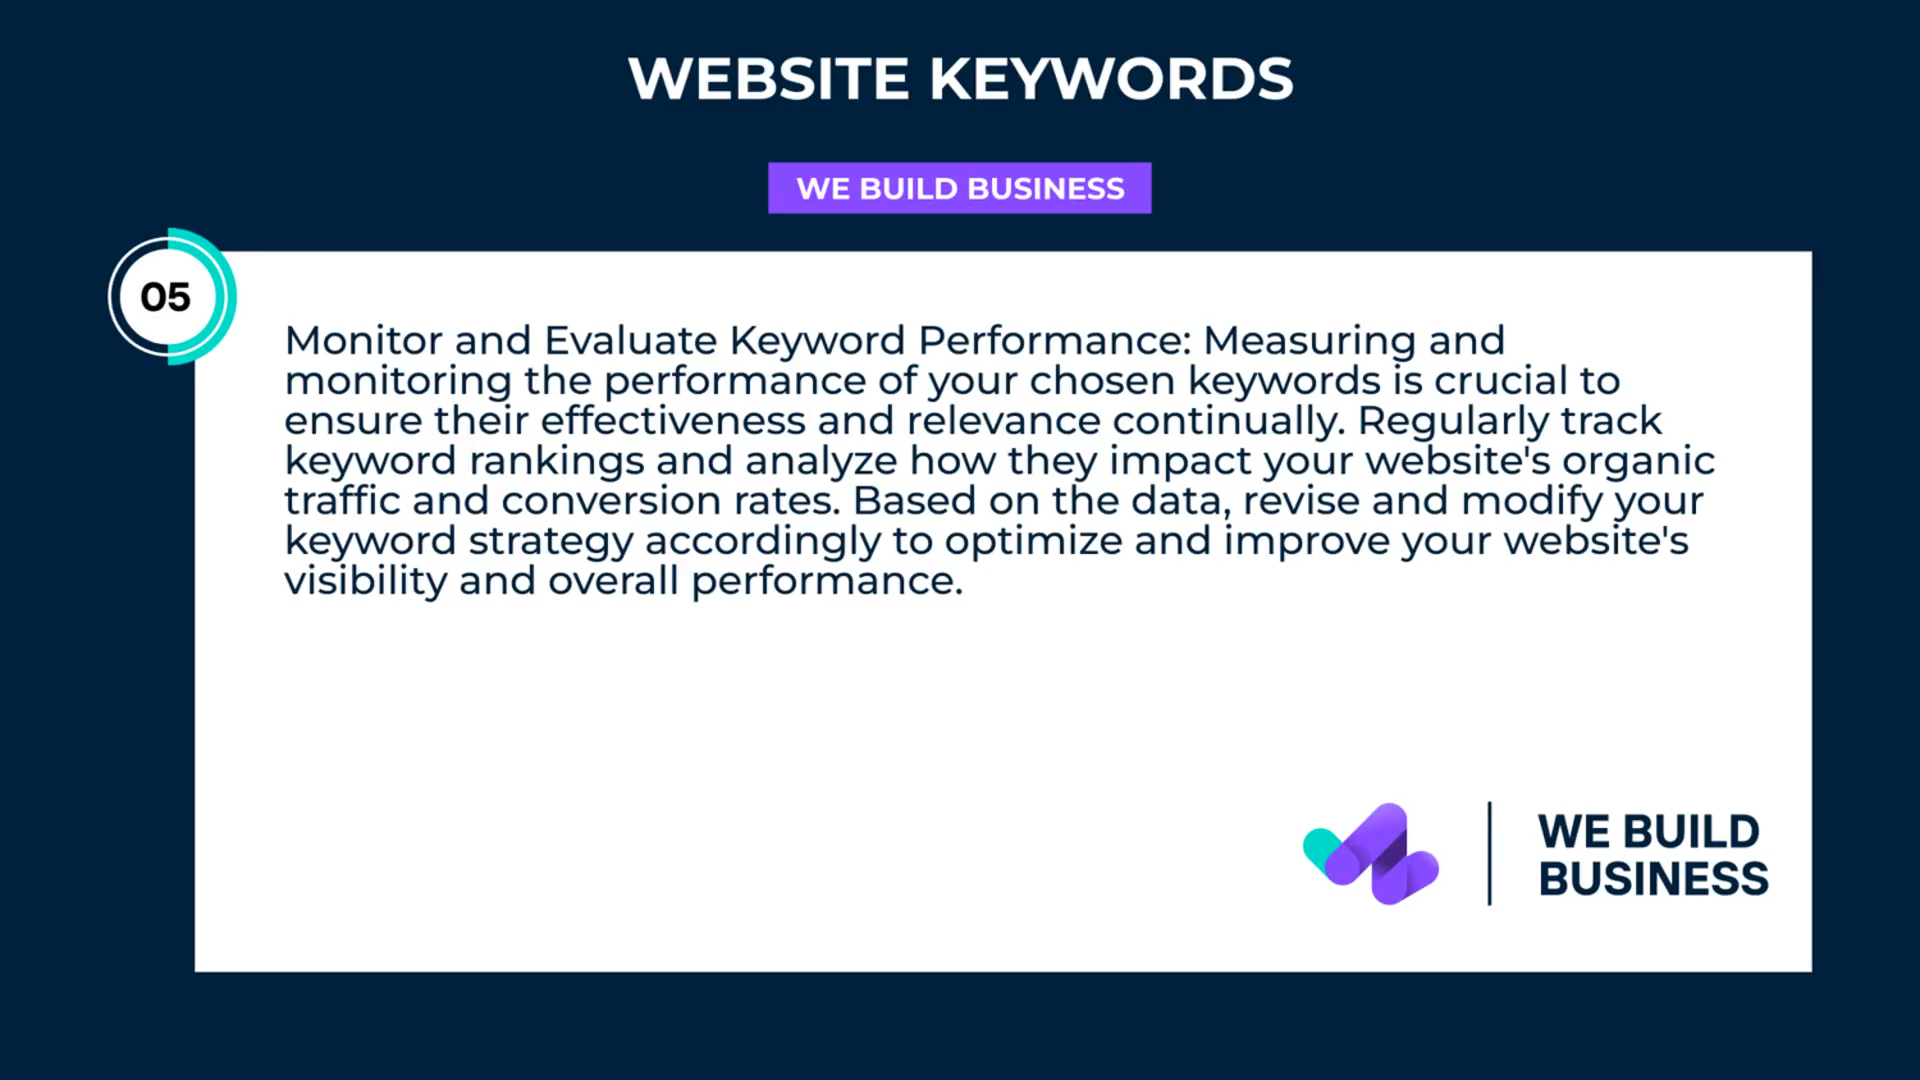 WEBSITE KEYWORDS
WE BUILD BUSINESS
05
Monitor and Evaluate Keyword Performance: Measuring and
monitoring the performance of your chosen keywords is crucial to
ensure their effectiveness and relevance continually. Regularly track
keyword rankings and analyze how they impact your website's organic
traffic and conversion rates. Based on the data, revise and modify your
keyword strategy accordingly to optimize and improve your website's
visibility and overall performance.
WE BUILD
BUSINESS